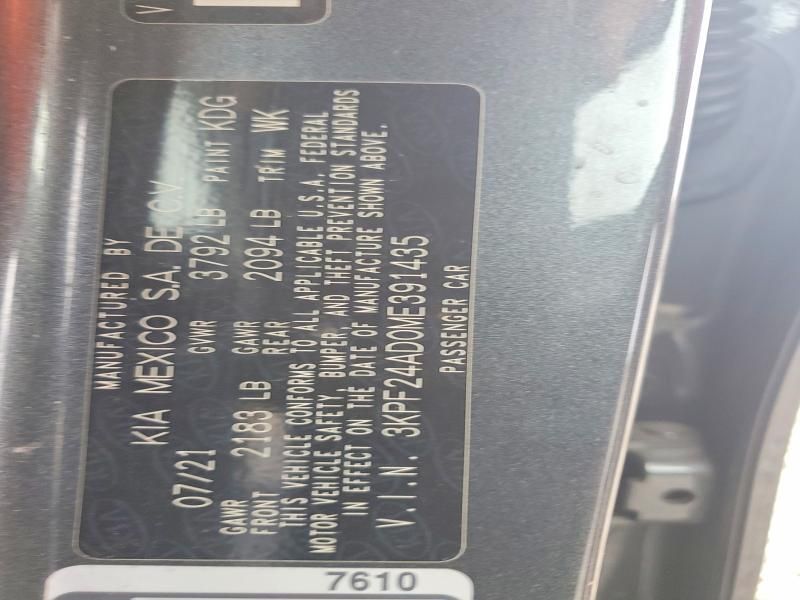 MANUFACTURED BY
KIA MEXICO S.A. DE C.V
07/21 GVWR 3792 LB PAINT KDG
GAWR FRONT 2183 LB GAWR REAR 2094 LB TRIM WK
THIS VEHICLE CONFORMS TO ALL APPLICABLE U.S.A. FEDERAL
MOTOR VEHICLE SAFETY, BUMPER, AND THEFT PREVENTION STANDARDS
IN EFFECT ON THE DATE OF MANUFACTURE SHOWN ABOVE.
V.I.N. 3KPF24AD0ME391435
PASSENGER CAR
7610
V